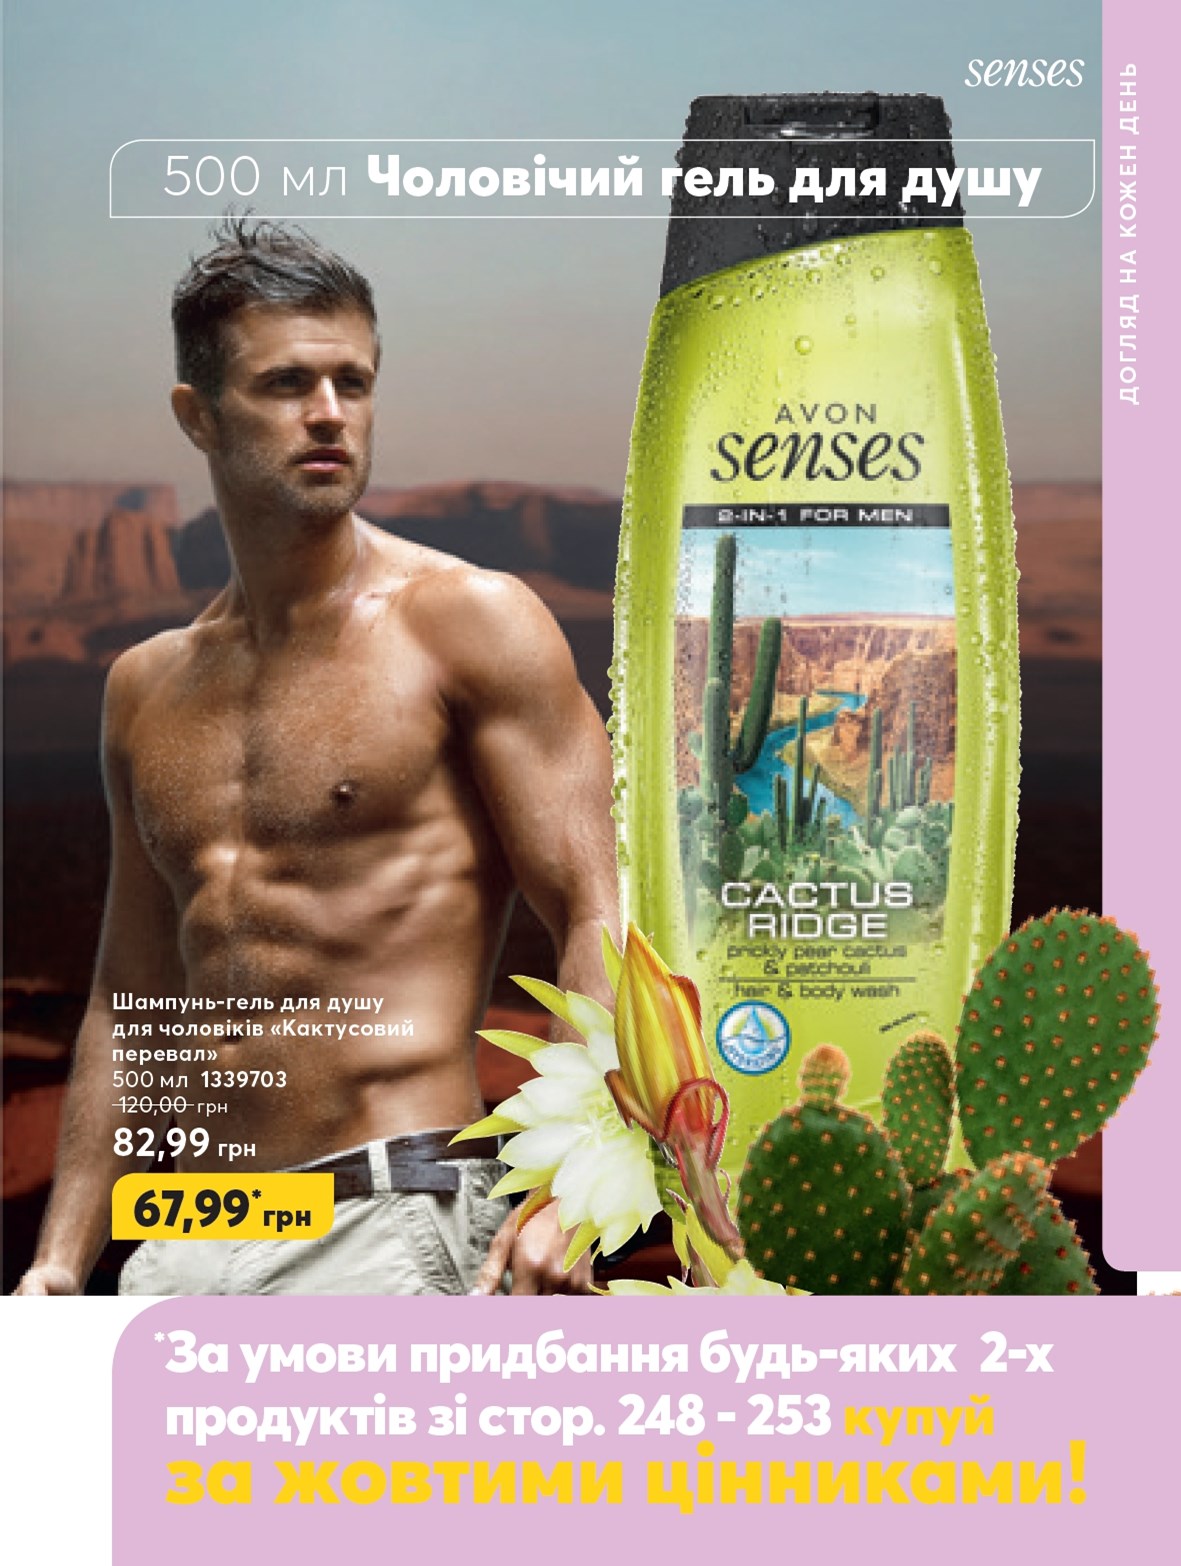 senses
500 мл Чоловічий гель для душу
ДОГЛЯД НА КОЖЕН ДЕНЬ
AVON
senses
2-IN-1 FOR MEN
CACTUS
RIDGE
prickly pear cactus
& patchouli
hair & body wash
Шампунь-гель для душу
для чоловіків «Кактусовий
перевал»
500 мл 1339703
120,00 грн
82,99 грн
67,99* грн
*За умови придбання будь-яких 2-х
продуктів зі стор. 248 - 253 купуй
за жовтими цінниками!